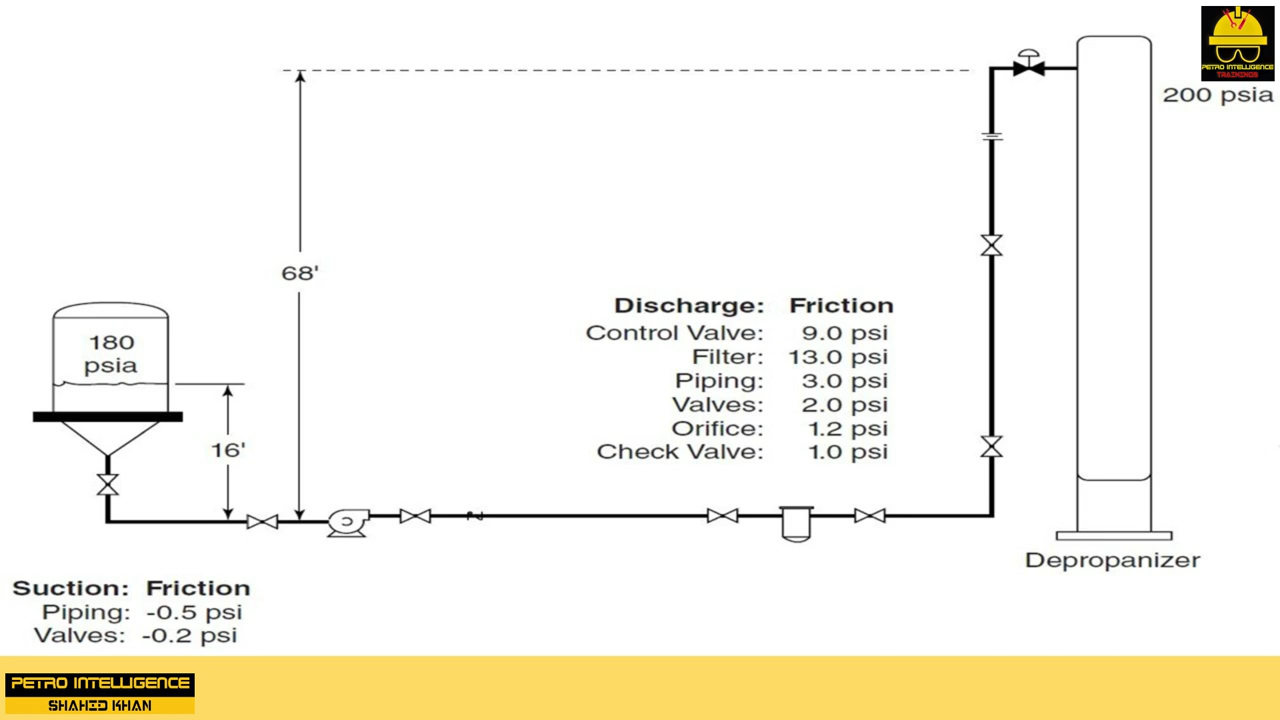 PETRO INTELLIGENCE
TRAININGS
200 psia
68'
180
psia
16'
Discharge: Friction
Control Valve: 9.0 psi
Filter: 13.0 psi
Piping: 3.0 psi
Valves: 2.0 psi
Orifice: 1.2 psi
Check Valve: 1.0 psi
Depropanizer
Suction: Friction
Piping: -0.5 psi
Valves: -0.2 psi
PETRO INTELLIGENCE
SHAHID KHAN